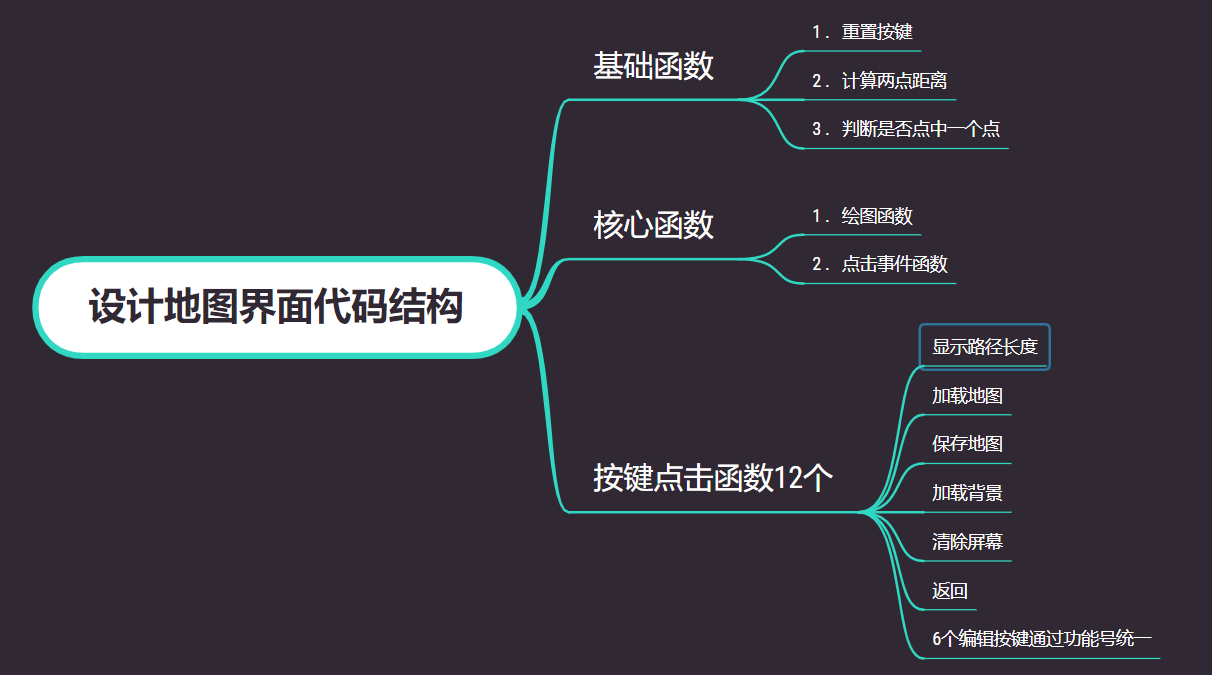 设计地图界面代码结构
基础函数
1. 重置按键
2. 计算两点距离
3. 判断是否点中一个点
核心函数
1. 绘图函数
2. 点击事件函数
按键点击函数12个
显示路径长度
加载地图
保存地图
加载背景
清除屏幕
返回
6个编辑按键通过功能号统一